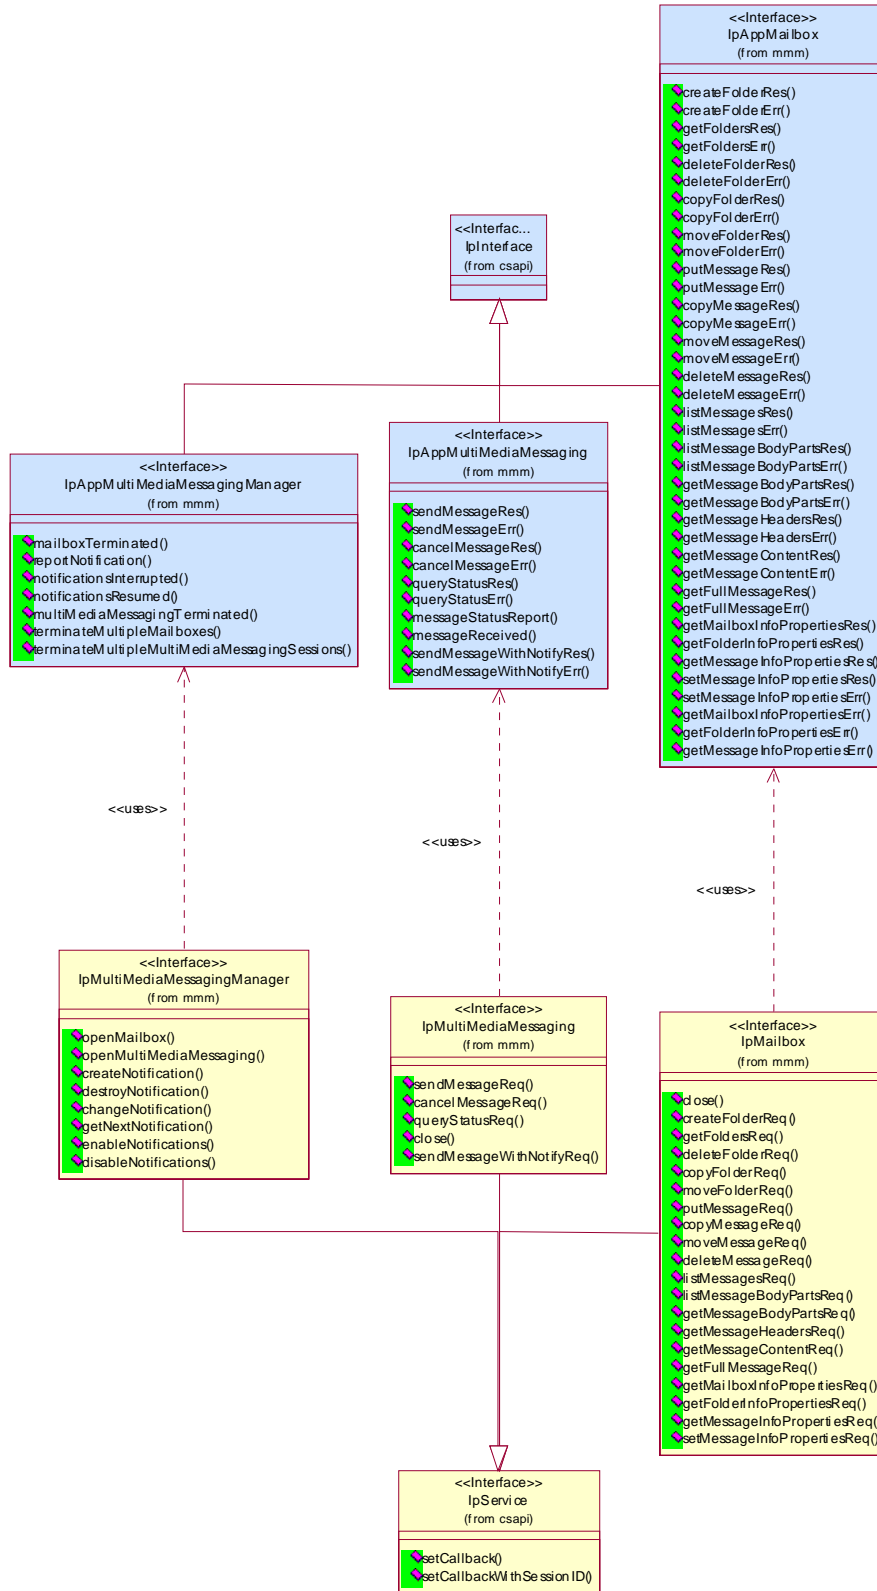 <<Interface>>
IpAppMailbox
(from mmm)
createFolderRes()
createFolderErr()
getFoldersRes()
getFoldersErr()
deleteFolderRes()
deleteFolderErr()
copyFolderRes()
copyFolderErr()
moveFolderRes()
moveFolderErr()
putMessageRes()
putMessageErr()
copyMessageRes()
copyMessageErr()
moveMessageRes()
moveMessageErr()
deleteMessageRes()
deleteMessageErr()
listMessagesRes()
listMessagesErr()
listMessageBodyPartsRes()
listMessageBodyPartsErr()
getMessageBodyPartsRes()
getMessageBodyPartsErr()
getMessageHeadersRes()
getMessageHeadersErr()
getMessageContentRes()
getMessageContentErr()
getFullMessageRes()
getFullMessageErr()
getMailboxInfoPropertiesRes()
getFolderInfoPropertiesRes()
getMessageInfoPropertiesRes()
setMessageInfoPropertiesRes()
setMessageInfoPropertiesErr()
getMailboxInfoPropertiesErr()
getFolderInfoPropertiesErr()
getMessageInfoPropertiesErr()
<<Interfac...
IpInterface
(from csapi)
<<Interface>>
IpAppMultiMediaMessagingManager
(from mmm)
mailboxTerminated()
reportNotification()
notificationsInterrupted()
notificationsResumed()
multiMediaMessagingTerminated()
terminateMultipleMailboxes()
terminateMultipleMultiMediaMessagingSessions()
<<Interface>>
IpAppMultiMediaMessaging
(from mmm)
sendMessageRes()
sendMessageErr()
cancelMessageRes()
cancelMessageErr()
queryStatusRes()
queryStatusErr()
messageStatusReport()
messageReceived()
sendMessageWithNotifyRes()
sendMessageWithNotifyErr()
<<uses>>
<<uses>>
<<uses>>
<<Interface>>
IpMultiMediaMessagingManager
(from mmm)
openMailbox()
openMultiMediaMessaging()
createNotification()
destroyNotification()
changeNotification()
getNextNotification()
enableNotifications()
disableNotifications()
<<Interface>>
IpMultiMediaMessaging
(from mmm)
sendMessageReq()
cancelMessageReq()
queryStatusReq()
close()
sendMessageWithNotifyReq()
<<Interface>>
IpMailbox
(from mmm)
close()
createFolderReq()
getFoldersReq()
deleteFolderReq()
copyFolderReq()
moveFolderReq()
putMessageReq()
copyMessageReq()
moveMessageReq()
deleteMessageReq()
listMessagesReq()
listMessageBodyPartsReq()
getMessageBodyPartsReq()
getMessageHeadersReq()
getMessageContentReq()
getFullMessageReq()
getMailboxInfoPropertiesReq()
getFolderInfoPropertiesReq()
getMessageInfoPropertiesReq()
setMessageInfoPropertiesReq()
<<Interface>>
IpService
(from csapi)
setCallback()
setCallbackWithSessionID()